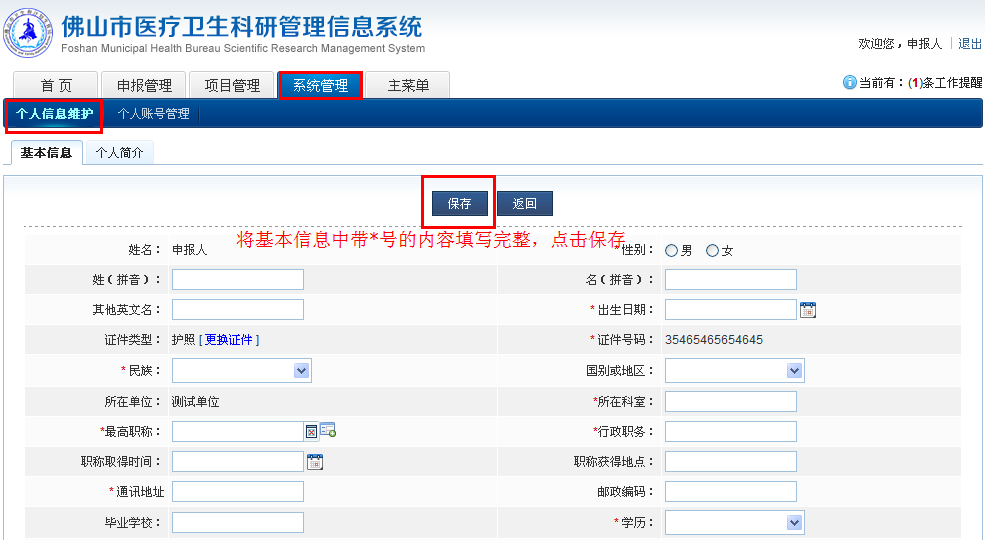 佛山市医疗卫生科研管理信息系统
Foshan Municipal Health Bureau Scientific Research Management System
欢迎您，申报人 | 退出
首 页 申报管理 项目管理 系统管理 主菜单
当前有：(1)条工作提醒
个人信息维护 个人账号管理
基本信息 个人简介
保存 返回
将基本信息中带*号的内容填写完整，点击保存
姓名： 申报人 *性别： 男 女
姓（拼音）： 名（拼音）：
其他英文名： *出生日期：
证件类型： 护照 [更换证件] *证件号码： 35465465654645
*民族： 国别或地区：
所在单位： 测试单位 *所在科室：
*最高职称： *行政职务：
职称取得时间： 职称获得地点：
*通讯地址 邮政编码：
毕业学校： *学历：